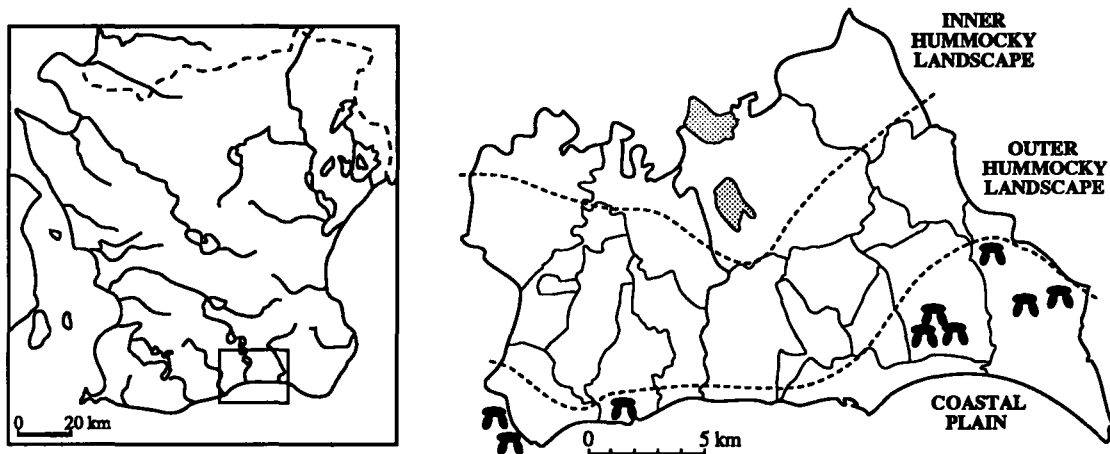 0 20 km
INNER
HUMMOCKY
LANDSCAPE
OUTER
HUMMOCKY
LANDSCAPE
COASTAL
PLAIN
0 5 km